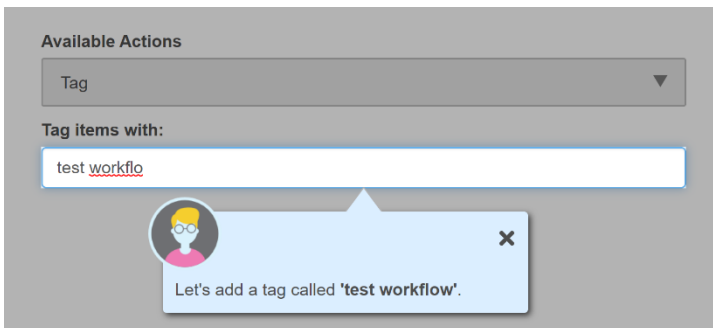 Available Actions
Tag
Tag items with:
test workflo
Let's add a tag called 'test workflow'.